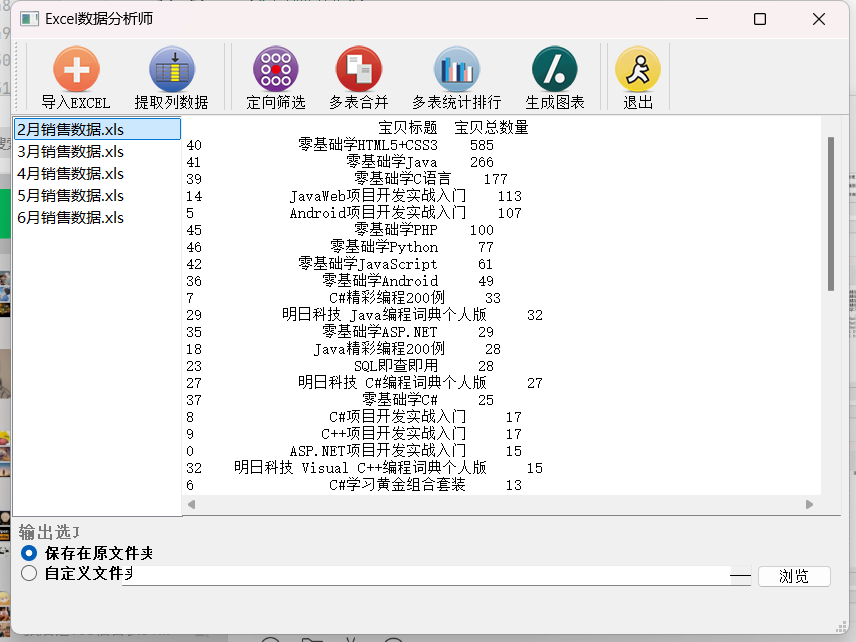 Excel数据分析师
导入EXCEL 提取列数据 定向筛选 多表合并 多表统计排行 生成图表 退出
2月销售数据.xls
3月销售数据.xls
4月销售数据.xls
5月销售数据.xls
6月销售数据.xls
宝贝标题 宝贝总数量
40 零基础学HTML5+CSS3 585
41 零基础学Java 266
39 零基础学C语言 177
14 JavaWeb项目开发实战入门 113
5 Android项目开发实战入门 107
45 零基础学PHP 100
46 零基础学Python 77
42 零基础学JavaScript 61
36 零基础学Android 49
7 C#精彩编程200例 33
29 明日科技 Java编程词典个人版 32
35 零基础学ASP.NET 29
18 Java精彩编程200例 28
23 SQL即查即用 28
27 明日科技 C#编程词典个人版 27
37 零基础学C# 25
8 C#项目开发实战入门 17
9 C++项目开发实战入门 17
0 ASP.NET项目开发实战入门 15
32 明日科技 Visual C++编程词典个人版 15
6 C#学习黄金组合套装 13
输出选
保存在原文件夹
自定义文件夹
浏览